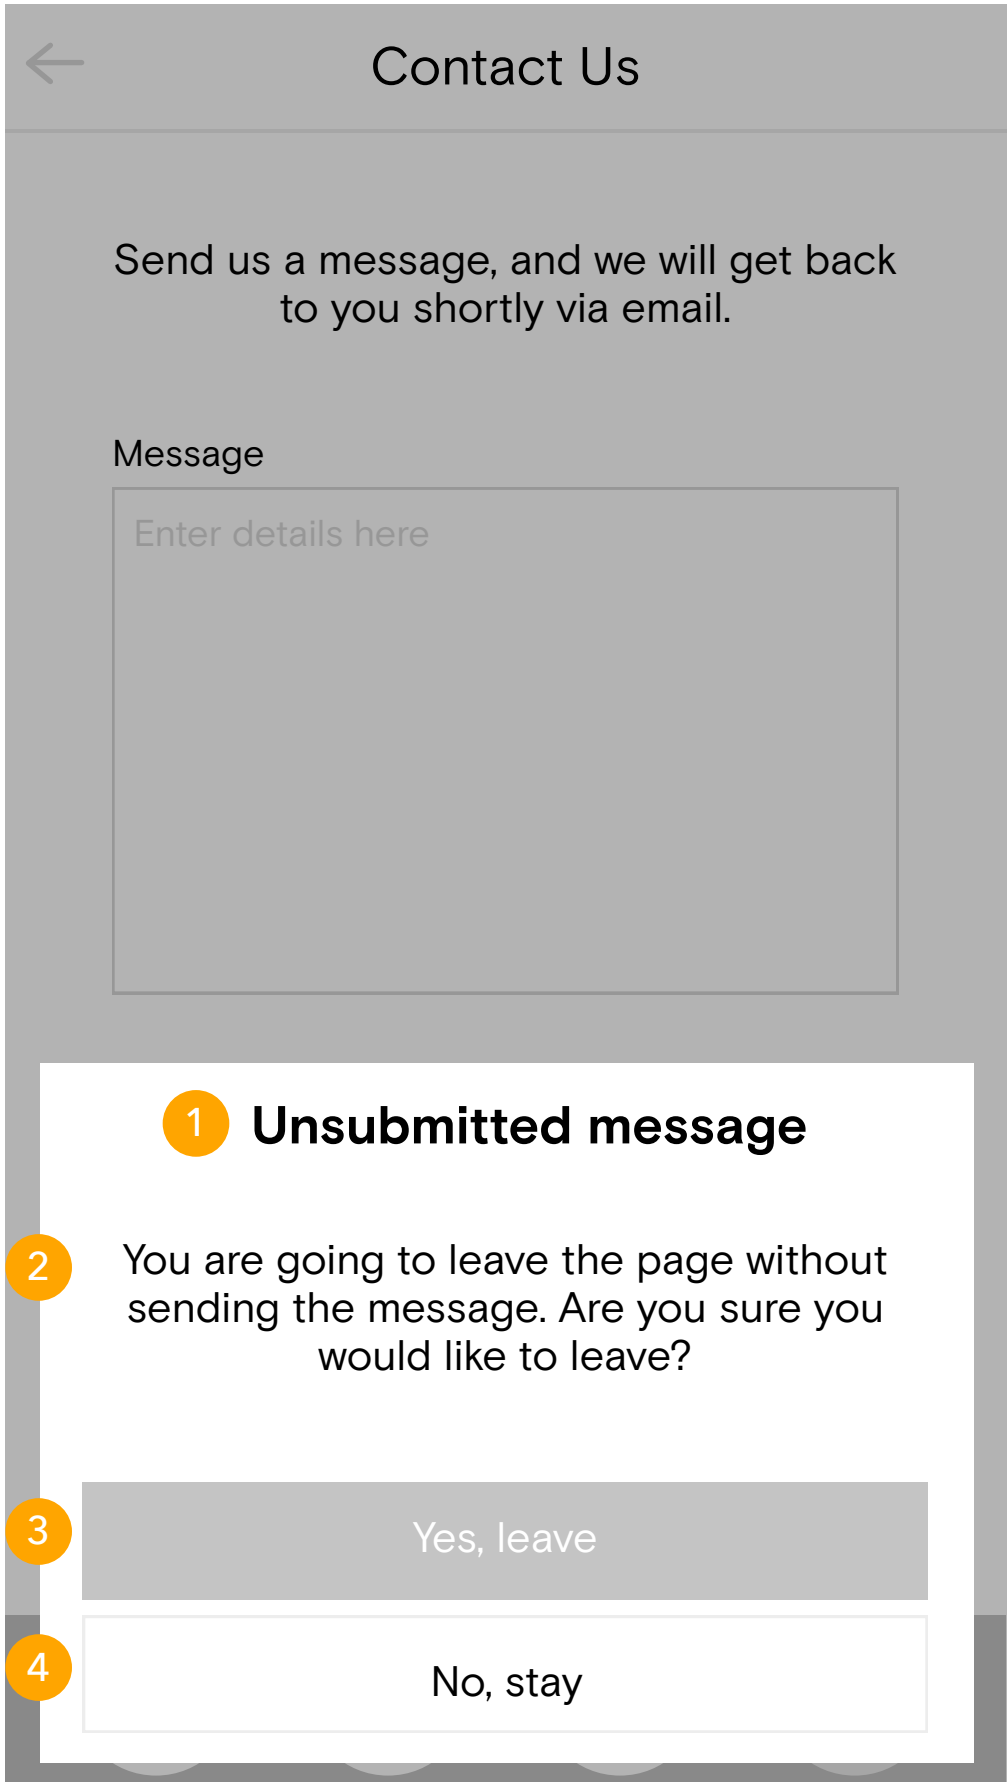 Contact Us
Send us a message, and we will get back
to you shortly via email.
Message
Enter details here
1 Unsubmitted message
2 You are going to leave the page without
sending the message. Are you sure you
would like to leave?
3 Yes, leave
4 No, stay